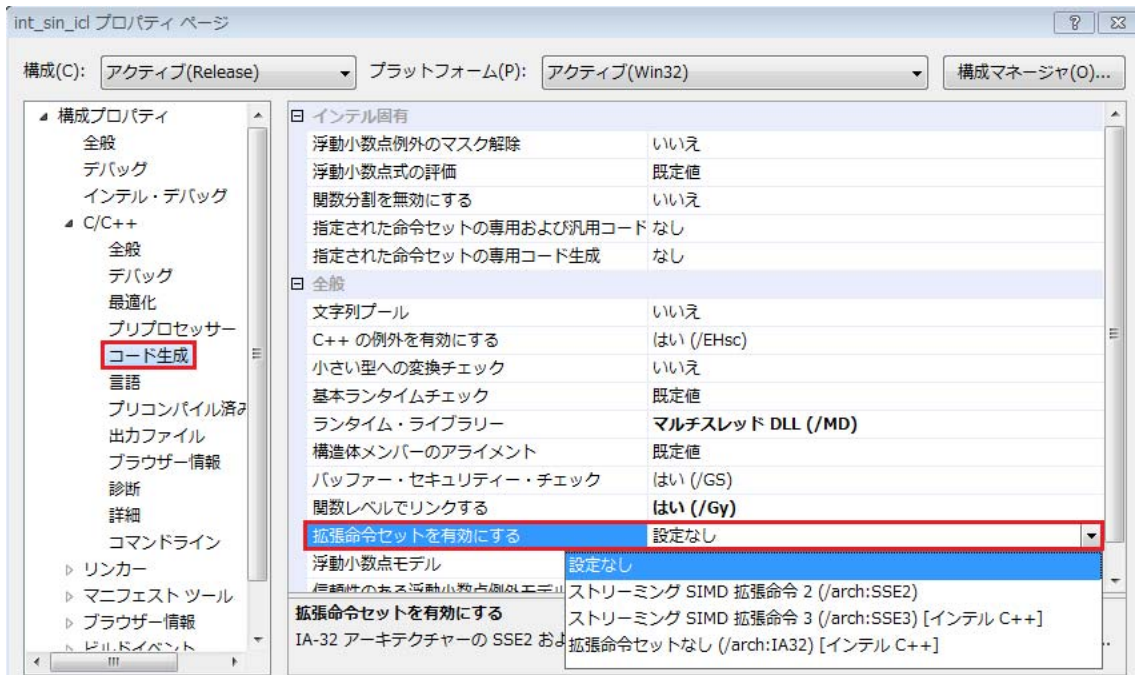 int_sin_icl プロパティ ページ
構成(C): アクティブ(Release) プラットフォーム(P): アクティブ(Win32) 構成マネージャ(O)...
構成プロパティ
全般
デバッグ
インテル・デバッグ
C/C++
全般
デバッグ
最適化
プリプロセッサー
コード生成
言語
プリコンパイル済み
出力ファイル
ブラウザー情報
診断
詳細
コマンドライン
リンカー
マニフェスト ツール
ブラウザー情報
ビルドイベント
インテル固有
浮動小数点例外のマスク解除 いいえ
浮動小数点式の評価 既定値
関数分割を無効にする いいえ
指定された命令セットの専用および汎用コード なし
指定された命令セットの専用コード生成 なし
全般
文字列プール いいえ
C++ の例外を有効にする はい (/EHsc)
小さい型への変換チェック いいえ
基本ランタイムチェック 既定値
ランタイム・ライブラリー マルチスレッド DLL (/MD)
構造体メンバーのアライメント 既定値
バッファー・セキュリティー・チェック はい (/GS)
関数レベルでリンクする はい (/Gy)
拡張命令セットを有効にする 設定なし
浮動小数点モデル
信頼性のある浮動小数点例外モデル
設定なし
ストリーミング SIMD 拡張命令 2 (/arch:SSE2)
ストリーミング SIMD 拡張命令 3 (/arch:SSE3) [インテル C++]
拡張命令セットなし (/arch:IA32) [インテル C++]
拡張命令セットを有効にする
IA-32 アーキテクチャーの SSE2 およ